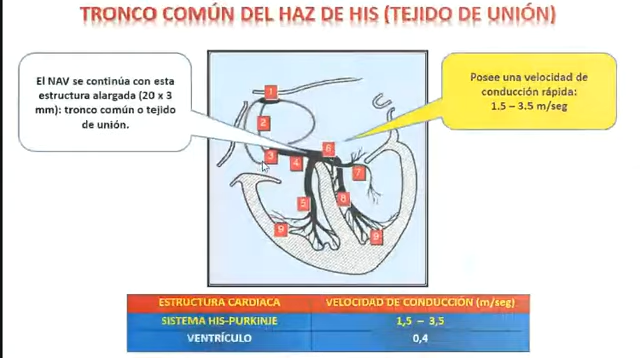 TRONCO COMÚN DEL HAZ DE HIS (TEJIDO DE UNIÓN)
El NAV se continúa con esta
estructura alargada (20 x 3
mm): tronco común o tejido
de unión.
Posee una velocidad de
conducción rápida:
1.5 – 3.5 m/seg
1
2
3
4
6
7
5
8
9
9
ESTRUCTURA CARDIACA VELOCIDAD DE CONDUCCIÓN (m/seg)
SISTEMA HIS-PURKINJE 1,5 – 3,5
VENTRÍCULO 0,4